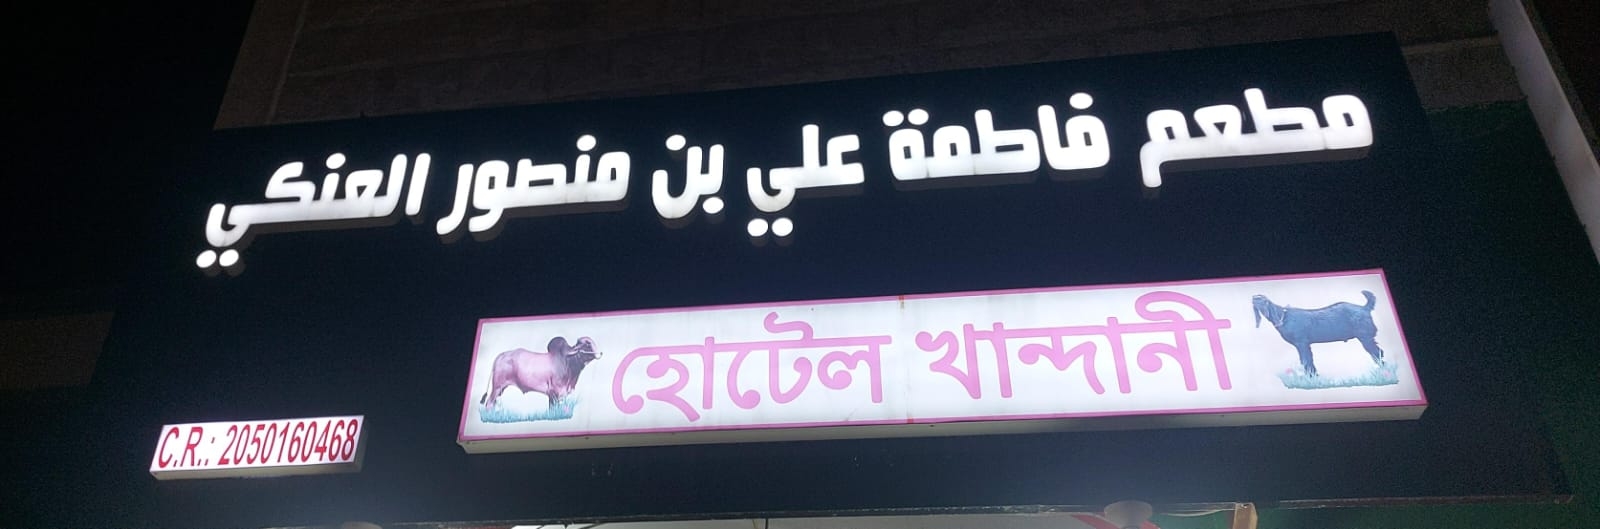 مطعم فاطمة علي بن منصور العنكي
হোটেল খান্দানী
C.R.: 2050160468